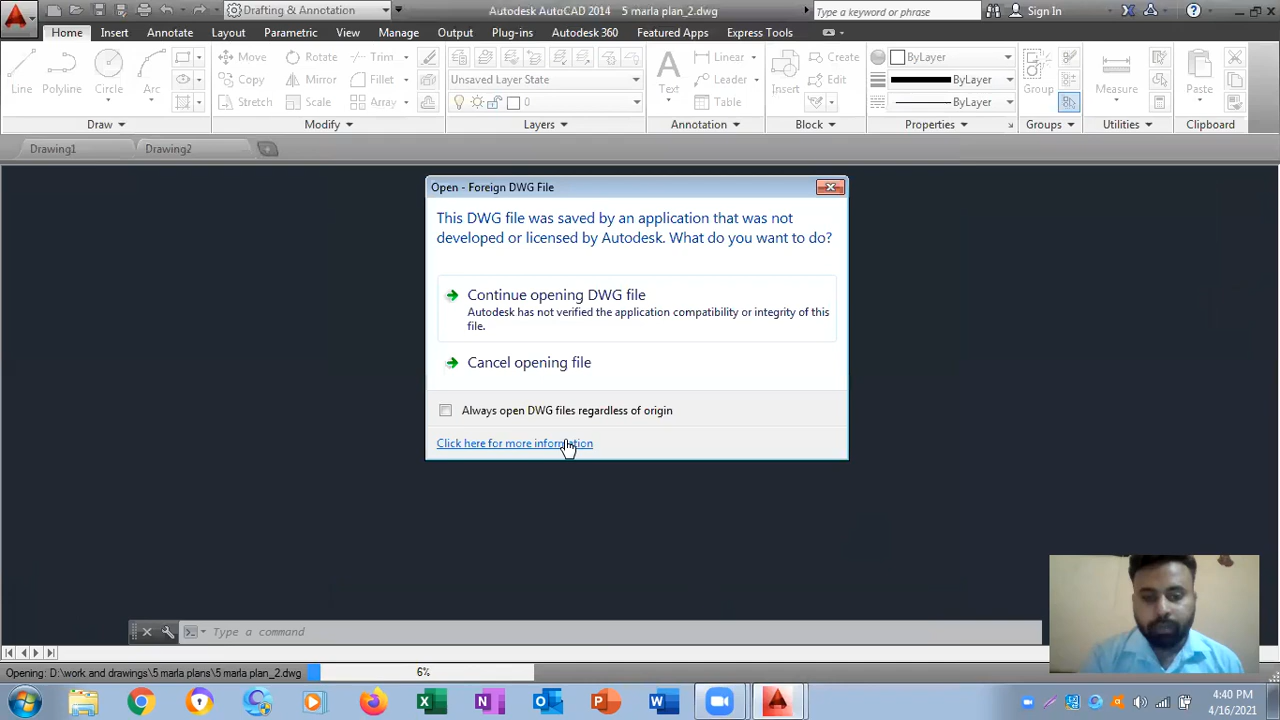 Drafting & Annotation
Autodesk AutoCAD 2014 5 marla plan_2.dwg
Type a keyword or phrase
Sign In
Home Insert Annotate Layout Parametric View Manage Output Plug-ins Autodesk 360 Featured Apps Express Tools
Line
Polyline
Circle
Arc
Move
Rotate
Trim
Copy
Mirror
Fillet
Stretch
Scale
Array
Unsaved Layer State
0
Text
Linear
Leader
Table
Insert
Create
Edit
ByLayer
ByLayer
ByLayer
Group
Measure
Paste
Draw
Modify
Layers
Annotation
Block
Properties
Groups
Utilities
Clipboard
Drawing1
Drawing2
Open - Foreign DWG File
This DWG file was saved by an application that was not
developed or licensed by Autodesk. What do you want to do?
Continue opening DWG file
Autodesk has not verified the application compatibility or integrity of this
file.
Cancel opening file
Always open DWG files regardless of origin
Click here for more information
Type a command
Opening: D:\work and drawings\5 marla plans\5 marla plan_2.dwg
6%
4:40 PM
4/16/2021